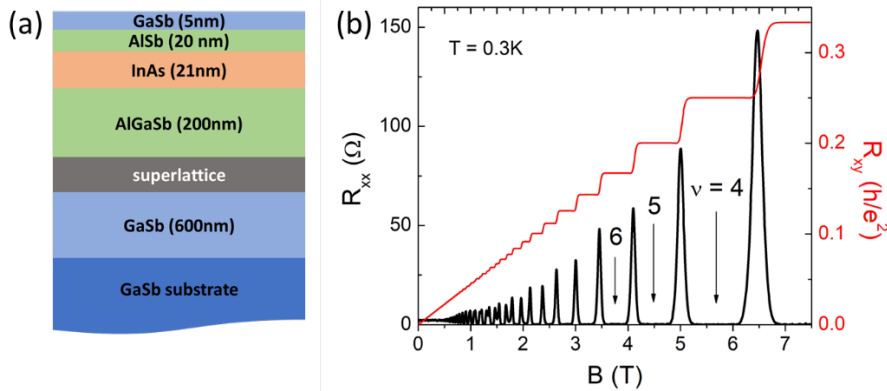 (a)
GaSb (5nm)
AlSb (20 nm)
InAs (21nm)
AlGaSb (200nm)
superlattice
GaSb (600nm)
GaSb substrate
(b)
T = 0.3K
ν = 4
5
6
150
100
50
0
Rxx (Ω)
0 1 2 3 4 5 6 7
B (T)
0.3
0.2
0.1
0.0
Rxy (h/e²)